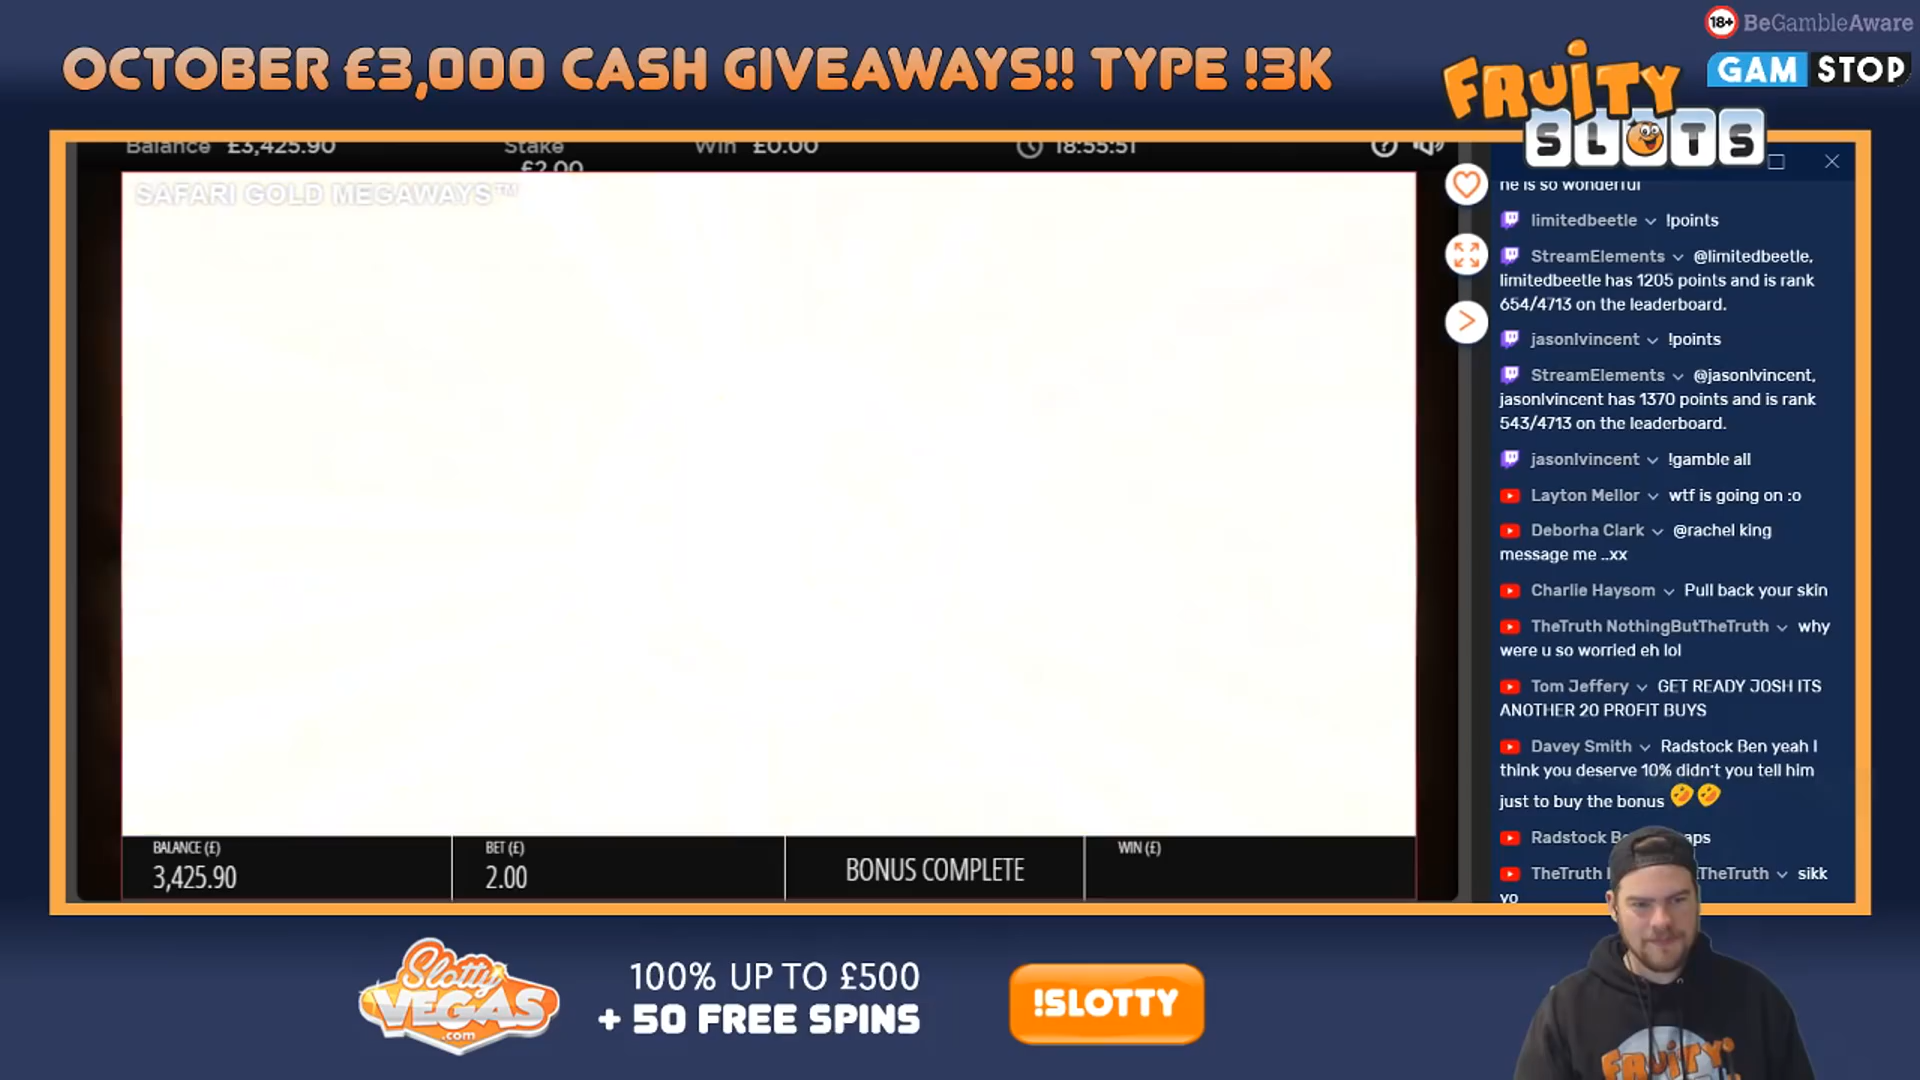 18+ BeGambleAware
OCTOBER £3,000 CASH GIVEAWAYS!! TYPE !3K
FRUITY
SLOTS
GAM STOP
Balance £3,425.90
Stake
£2.00
Win £0.00
18:55:51
SAFARI GOLD MEGAWAYS™
he is so wonderful
limitedbeetle !points
StreamElements @limitedbeetle,
limitedbeetle has 1205 points and is rank
654/4713 on the leaderboard.
jasonlvincent !points
StreamElements @jasonlvincent,
jasonlvincent has 1370 points and is rank
543/4713 on the leaderboard.
jasonlvincent !gamble all
Layton Mellor wtf is going on :o
Deborha Clark @rachel king
message me ..xx
Charlie Haysom Pull back your skin
TheTruth NothingButTheTruth why
were u so worried eh lol
Tom Jeffery GET READY JOSH ITS
ANOTHER 20 PROFIT BUYS
Davey Smith Radstock Ben yeah I
think you deserve 10% didn't you tell him
just to buy the bonus
Radstock
TheTruth TheTruth sikk
yo
BALANCE (£)
3,425.90
BET (£)
2.00
BONUS COMPLETE
WIN (£)
Slotty
VEGAS
.com
100% UP TO £500
+ 50 FREE SPINS
!SLOTTY
FRUITY